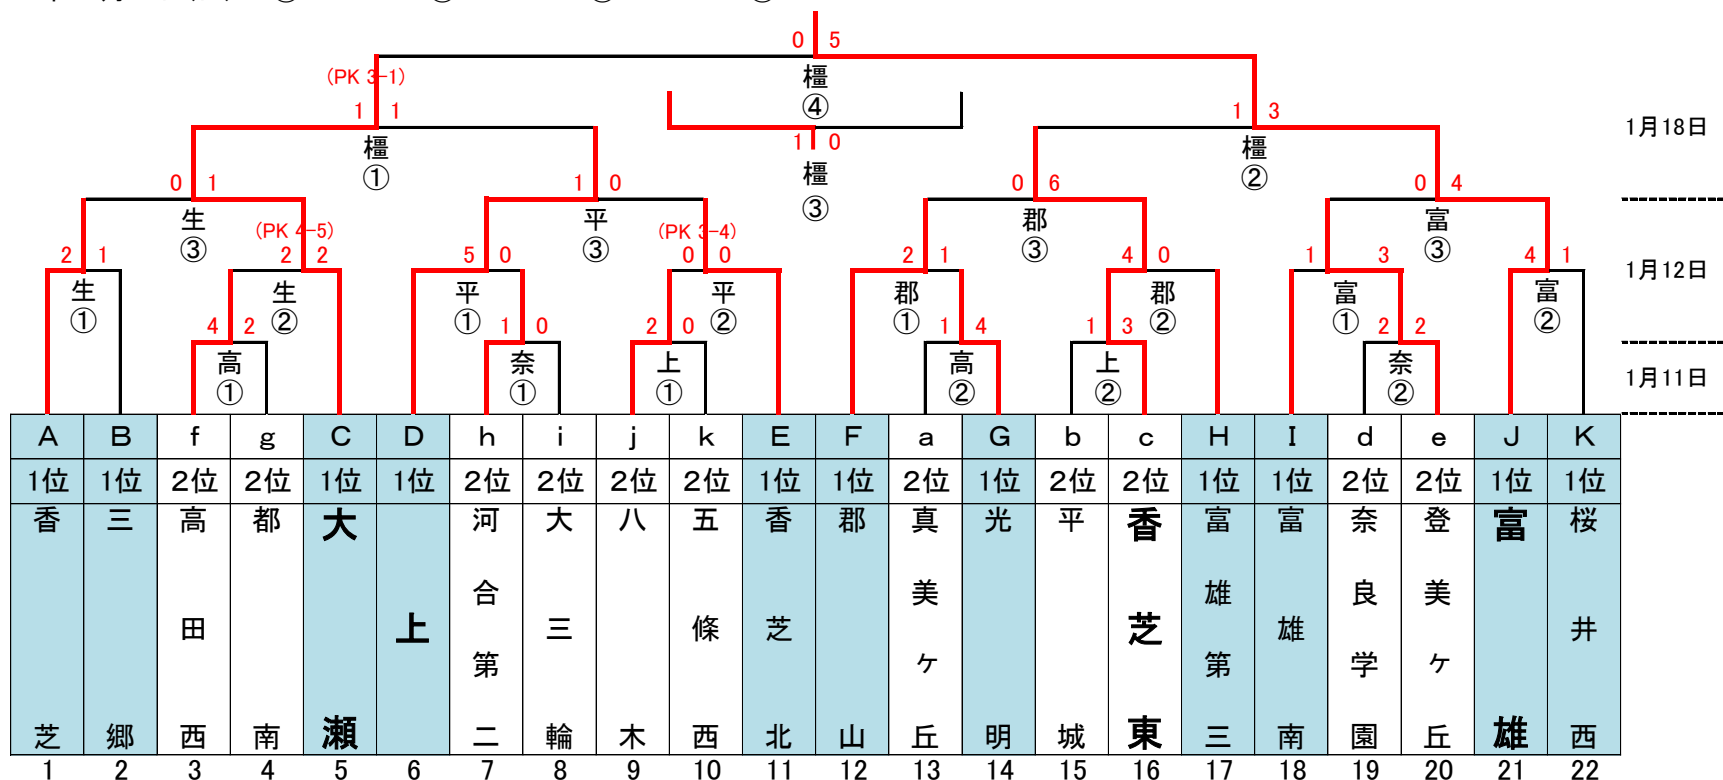 0 5
(PK 3-1)
橿
④
1 1
1 3
1月18日
橿
①
1 0
橿
③
橿
②
0 1
1 0
0 6
0 4
生
③
(PK 4-5)
平
③
(PK 3-4)
郡
③
富
③
2 1
2 2
5 0
0 0
2 1
4 0
1 3
4 1
1月12日
生
①
生
②
平
①
平
②
郡
①
郡
②
富
①
富
②
4 2
1 0
2 0
1 4
1 3
2 2
高
①
奈
①
上
①
高
②
上
②
奈
②
1月11日
A B f g C D h i j k E F a G b c H I d e J K
1位 1位 2位 2位 1位 1位 2位 2位 2位 2位 1位 1位 2位 1位 2位 2位 1位 1位 2位 2位 1位 1位
香芝
三郷
高田西
都南
大瀬
上
河合第二
大三輪
八木
五條西
香芝北
郡山
真美ヶ丘
光明
平城
香芝東
富雄第三
富雄南
奈良学園
登美ヶ丘
富雄
桜井西
1 2 3 4 5 6 7 8 9 10 11 12 13 14 15 16 17 18 19 20 21 22